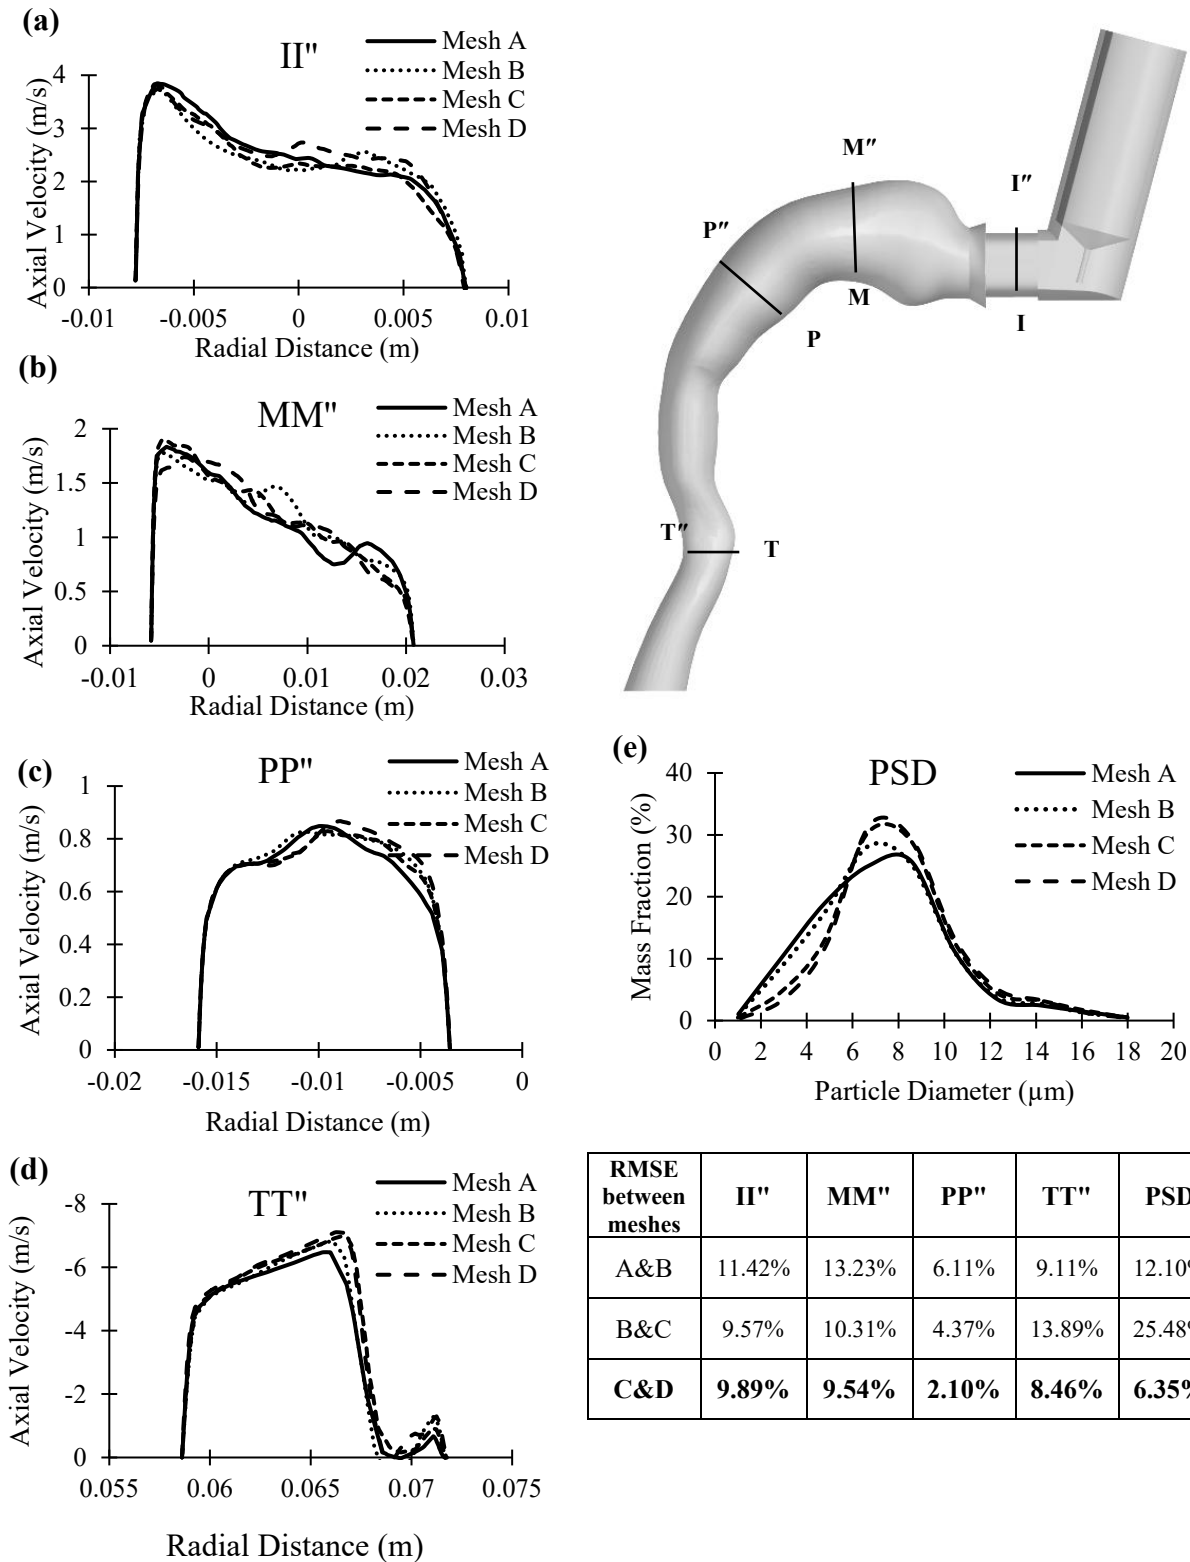 (a)
II"
Mesh A
Mesh B
Mesh C
Mesh D
Axial Velocity (m/s)
4
3
2
1
0
-0.01
-0.005
0
0.005
0.01
Radial Distance (m)
M″
I″
P″
M
I
P
T″
T
(b)
MM"
Mesh A
Mesh B
Mesh C
Mesh D
Axial Velocity (m/s)
2
1.5
1
0.5
0
-0.01
0
0.01
0.02
0.03
Radial Distance (m)
(c)
PP"
Mesh A
Mesh B
Mesh C
Mesh D
Axial Velocity (m/s)
1
0.8
0.6
0.4
0.2
0
-0.02
-0.015
-0.01
-0.005
0
Radial Distance (m)
(e)
PSD
Mesh A
Mesh B
Mesh C
Mesh D
Mass Fraction (%)
40
30
20
10
0
0 2 4 6 8 10 12 14 16 18 20
Particle Diameter (µm)
(d)
TT"
Mesh A
Mesh B
Mesh C
Mesh D
Axial Velocity (m/s)
-8
-6
-4
-2
0
0.055
0.06
0.065
0.07
0.075
Radial Distance (m)
RMSE
between
meshes
II" MM" PP" TT" PSD
A&B 11.42% 13.23% 6.11% 9.11% 12.10%
B&C 9.57% 10.31% 4.37% 13.89% 25.48%
C&D 9.89% 9.54% 2.10% 8.46% 6.35%